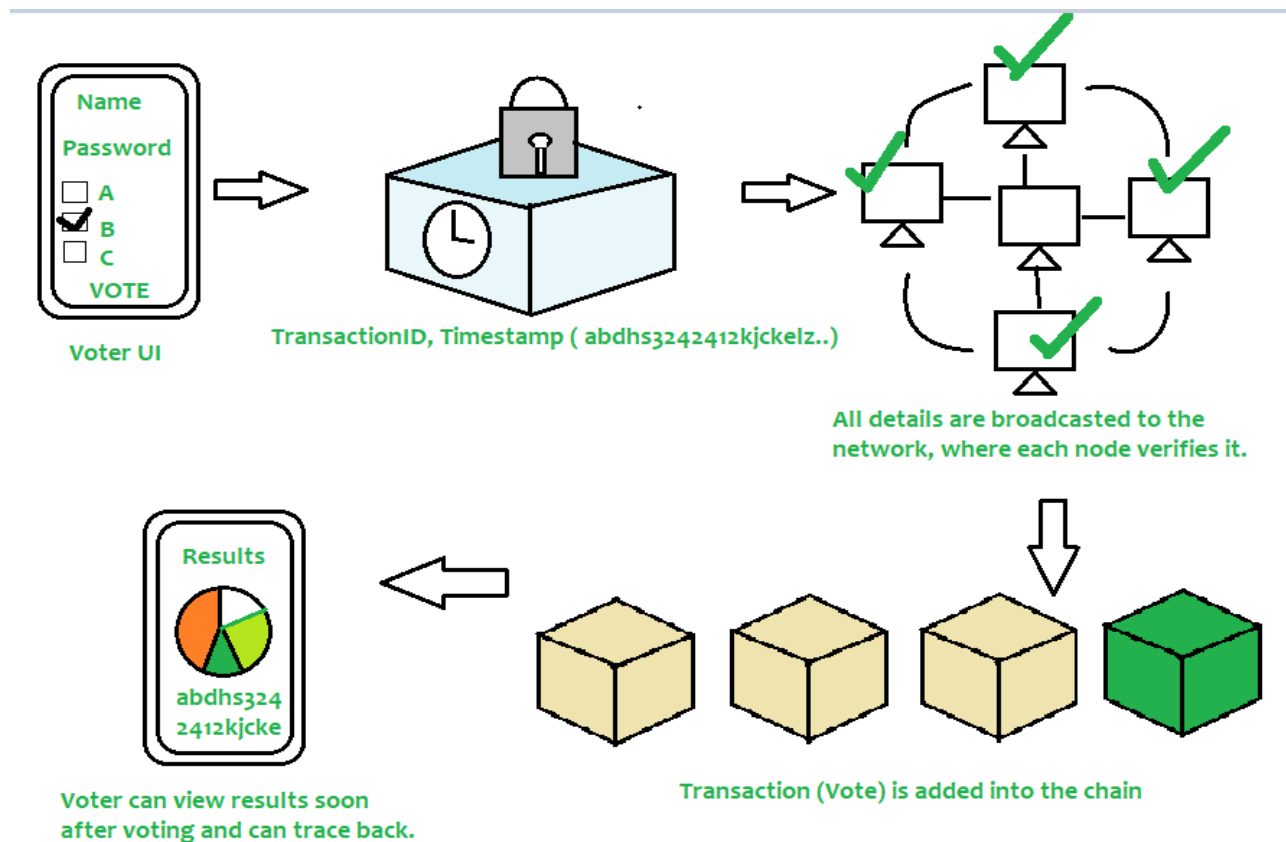 Name
Password
A
B
C
VOTE
Voter UI
TransactionID, Timestamp ( abdhs3242412kjckelz..)
All details are broadcasted to the
network, where each node verifies it.
Results
abdhs324
2412kjcke
Voter can view results soon
after voting and can trace back.
Transaction (Vote) is added into the chain